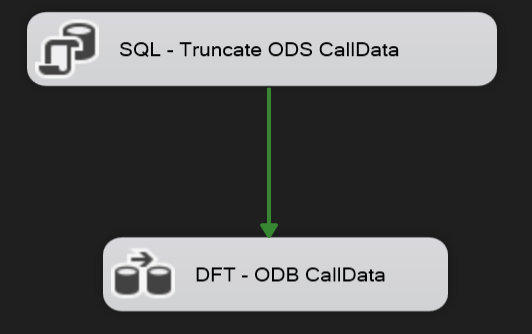 SQL - Truncate ODS CallData
DFT - ODB CallData